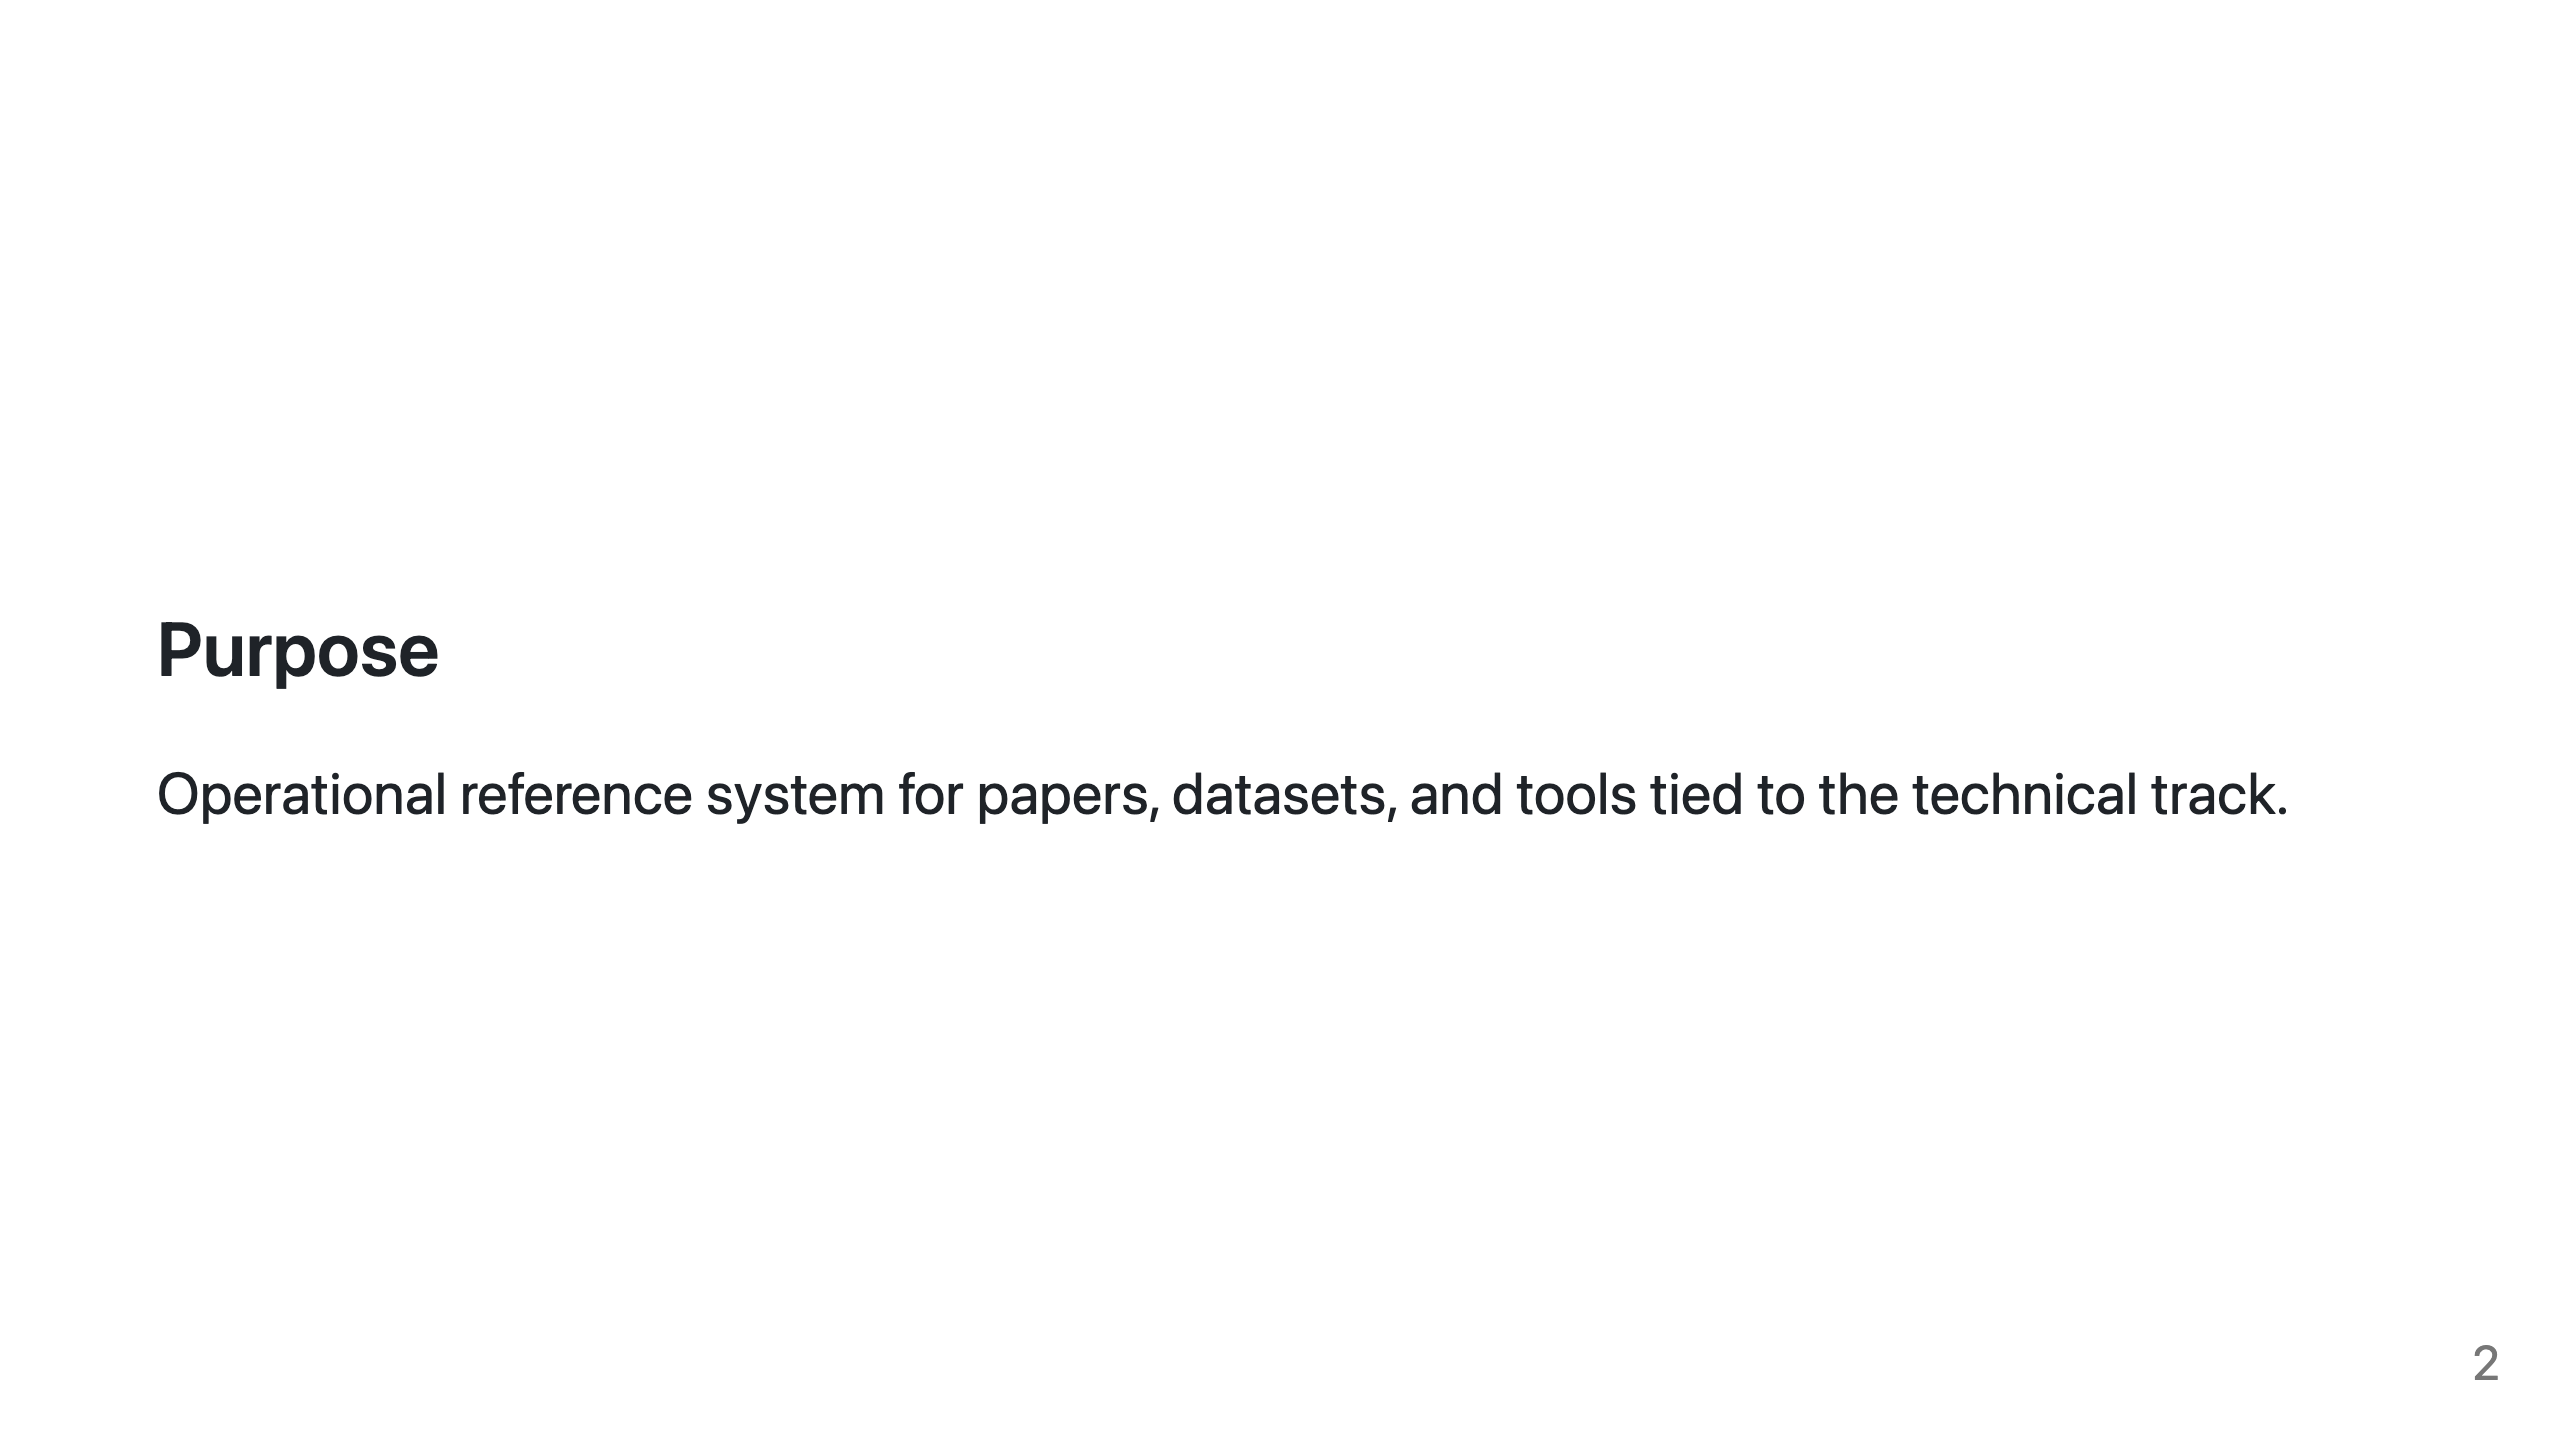 Purpose
Operational reference system for papers, datasets, and tools tied to the technical track.
2